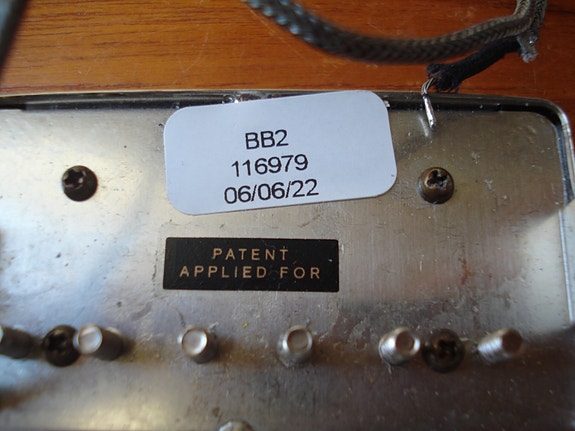 BB2
116979
06/06/22
PATENT
APPLIED FOR